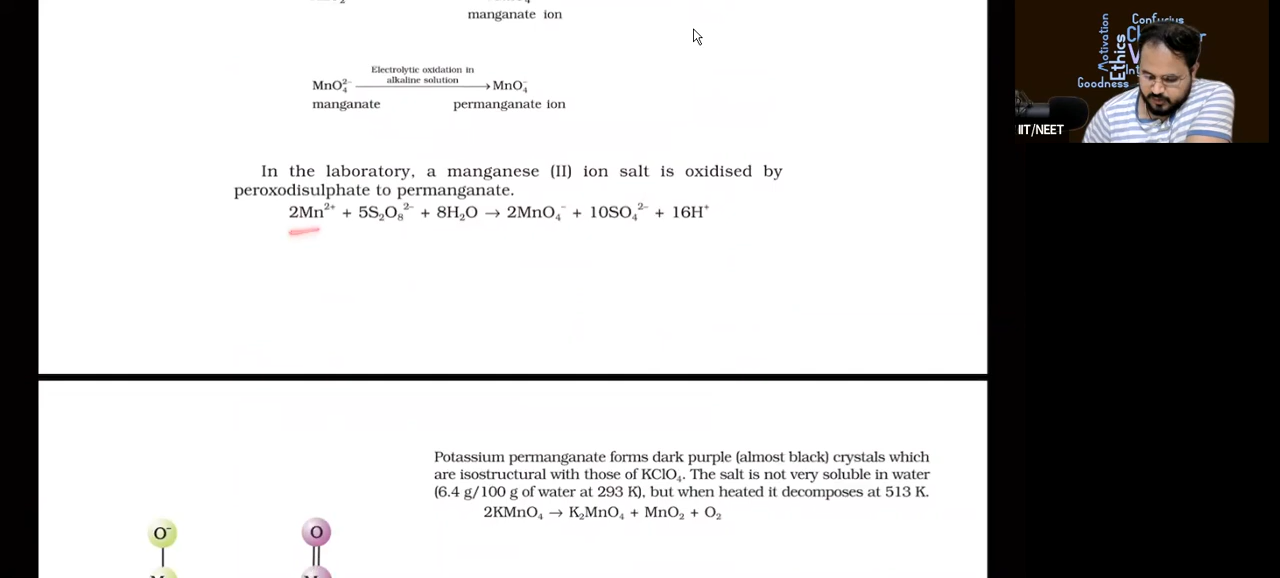 manganate ion
Electrolytic oxidation in
alkaline solution
MnO₄²⁻ → MnO₄⁻
manganate permanganate ion
In the laboratory, a manganese (II) ion salt is oxidised by
peroxodisulphate to permanganate.
2Mn²⁺ + 5S₂O₈²⁻ + 8H₂O → 2MnO₄⁻ + 10SO₄²⁻ + 16H⁺
Potassium permanganate forms dark purple (almost black) crystals which
are isostructural with those of KClO₄. The salt is not very soluble in water
(6.4 g/100 g of water at 293 K), but when heated it decomposes at 513 K.
2KMnO₄ → K₂MnO₄ + MnO₂ + O₂
O⁻
O
Confucius
Motivation
Ethics
Goodness
IIT/NEET